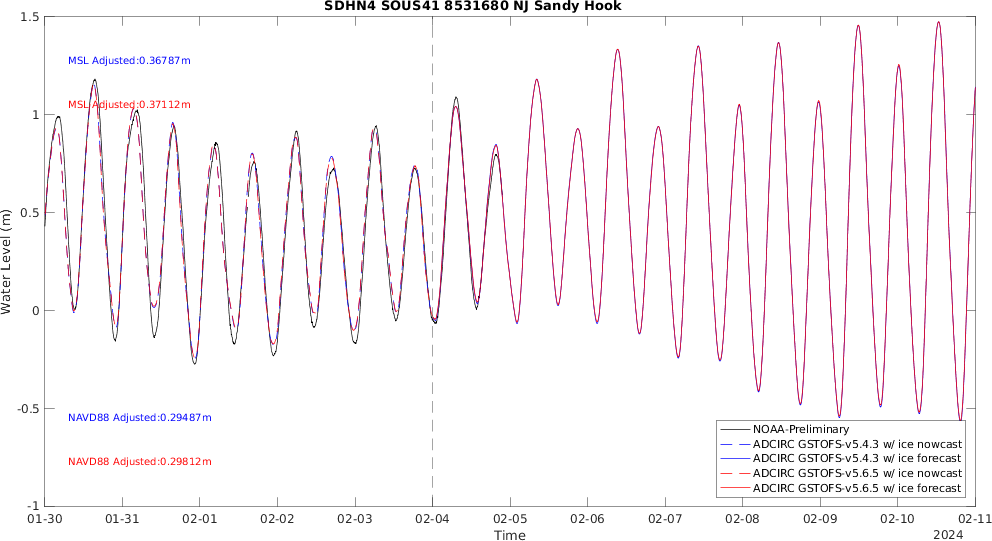 SDHN4 SOUS41 8531680 NJ Sandy Hook
1.5
1
0.5
0
-0.5
-1
Water Level (m)
MSL Adjusted:0.36787m
MSL Adjusted:0.37112m
NAVD88 Adjusted:0.29487m
NAVD88 Adjusted:0.29812m
NOAA-Preliminary
ADCIRC GSTOFS-v5.4.3 w/ ice nowcast
ADCIRC GSTOFS-v5.4.3 w/ ice forecast
ADCIRC GSTOFS-v5.6.5 w/ ice nowcast
ADCIRC GSTOFS-v5.6.5 w/ ice forecast
01-30 01-31 02-01 02-02 02-03 02-04 02-05 02-06 02-07 02-08 02-09 02-10 02-11
Time
2024